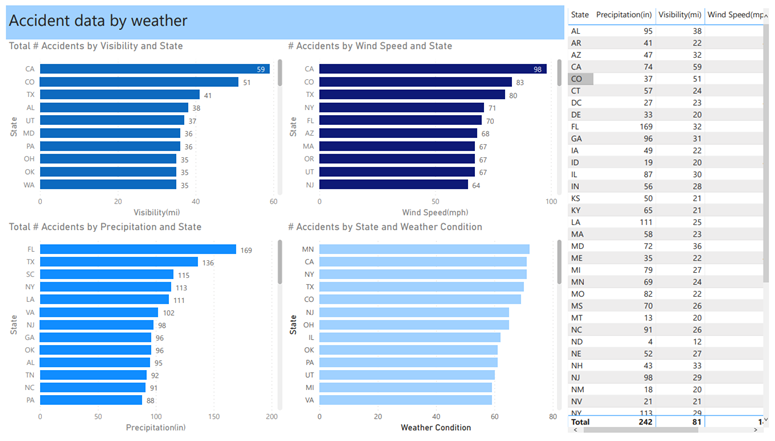 Accident data by weather
Total # Accidents by Visibility and State
State
CA 59
CO 51
TX 41
AL 38
UT 37
MD 36
PA 36
OH 35
OK 35
WA 35
0 20 40 60
Visibility(mi)
# Accidents by Wind Speed and State
State
CA 98
CO 83
TX 80
NY 71
FL 70
AZ 68
MA 67
OR 67
UT 67
NJ 64
0 50 100
Wind Speed(mph)
Total # Accidents by Precipitation and State
State
FL 169
TX 136
SC 115
NY 113
LA 111
VA 102
NJ 98
GA 96
OK 96
AL 95
TN 92
NC 91
PA 88
0 100 200
Precipitation(in)
# Accidents by State and Weather Condition
State
MN
CA
NY
TX
CO
NJ
OH
IL
OK
PA
UT
MI
VA
0 20 40 60 80
Weather Condition
State Precipitation(in) Visibility(mi) Wind Speed(mp
AL 95 38
AR 41 22
AZ 47 32
CA 74 59
CO 37 51
CT 57 24
DC 27 23
DE 33 20
FL 169 32
GA 96 31
IA 49 22
ID 19 20
IL 87 30
IN 56 28
KS 50 21
KY 65 21
LA 111 25
MA 58 23
MD 72 36
ME 35 22
MI 79 27
MN 69 24
MO 82 22
MS 70 26
MT 13 20
NC 91 26
ND 4 12
NE 52 27
NH 43 33
NJ 98 29
NM 18 20
NV 21 21
NY 113 29
Total 242 81